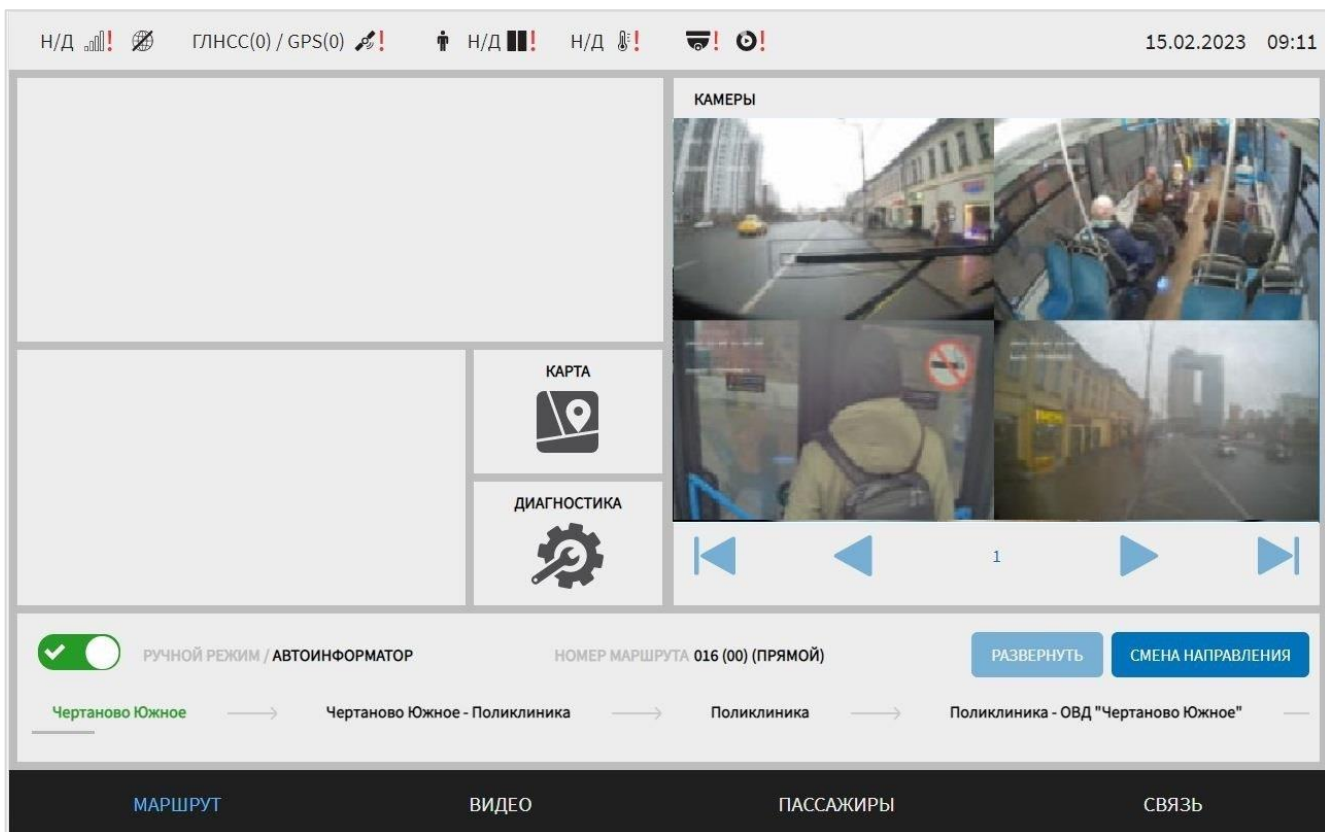 Н/Д ! ГЛНСС(0) / GPS(0) ! Н/Д ! Н/Д ! ! ! 15.02.2023 09:11
КАМЕРЫ
КАРТА
ДИАГНОСТИКА
1
РУЧНОЙ РЕЖИМ / АВТОИНФОРМАТОР НОМЕР МАРШРУТА 016 (00) (ПРЯМОЙ) РАЗВЕРНУТЬ СМЕНА НАПРАВЛЕНИЯ
Чертаново Южное Чертаново Южное - Поликлиника Поликлиника Поликлиника - ОВД "Чертаново Южное"
МАРШРУТ ВИДЕО ПАССАЖИРЫ СВЯЗЬ